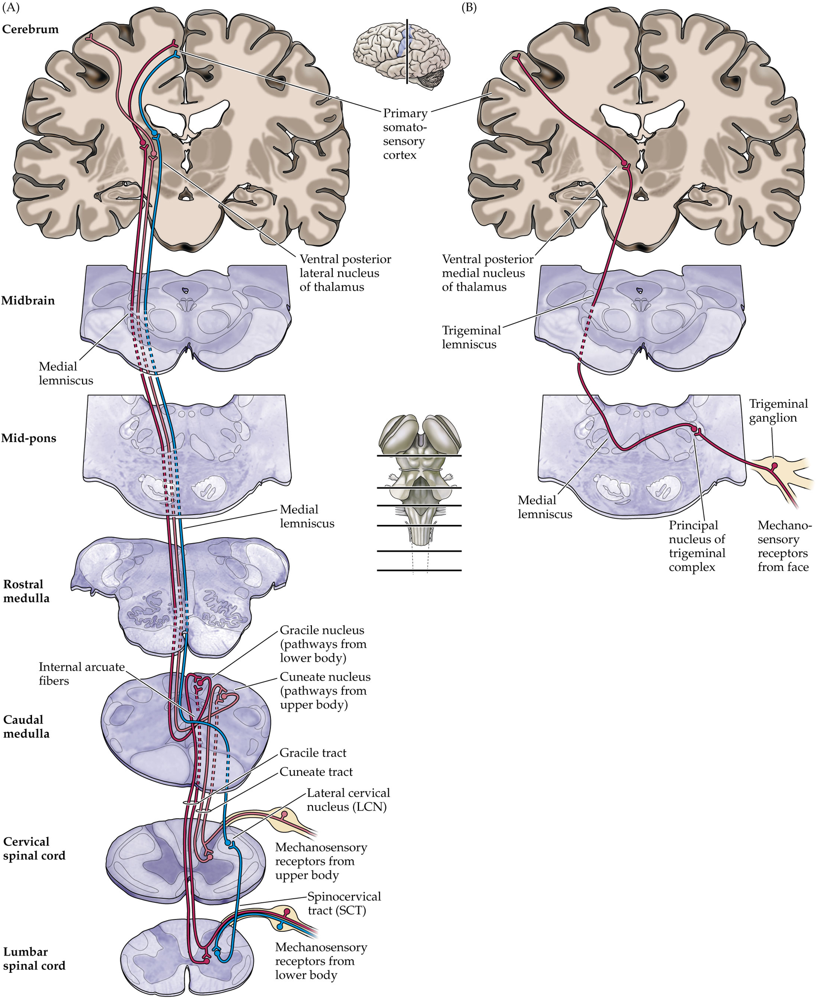 (A)
Cerebrum
Primary
somato-
sensory
cortex
Ventral posterior
lateral nucleus
of thalamus
Midbrain
Medial
lemniscus
Mid-pons
Medial
lemniscus
Rostral
medulla
Gracile nucleus
(pathways from
lower body)
Internal arcuate
fibers
Cuneate nucleus
(pathways from
upper body)
Caudal
medulla
Gracile tract
Cuneate tract
Lateral cervical
nucleus (LCN)
Cervical
spinal cord
Mechanosensory
receptors from
upper body
Spinocervical
tract (SCT)
Lumbar
spinal cord
Mechanosensory
receptors from
lower body
(B)
Ventral posterior
medial nucleus
of thalamus
Trigeminal
lemniscus
Trigeminal
ganglion
Medial
lemniscus
Principal
nucleus of
trigeminal
complex
Mechano-
sensory
receptors
from face